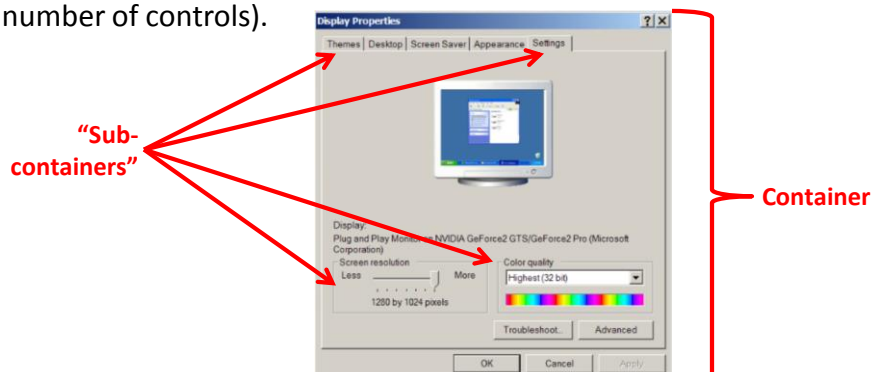 number of controls).
Display Properties
Themes Desktop Screen Saver Appearance Settings
“Sub-
containers”
Container
Display:
Plug and Play Monitor on NVIDIA GeForce2 GTS/GeForce2 Pro (Microsoft
Corporation)
Screen resolution
Color quality
Less More
Highest (32 bit)
1280 by 1024 pixels
Troubleshoot.. Advanced
OK Cancel Apply